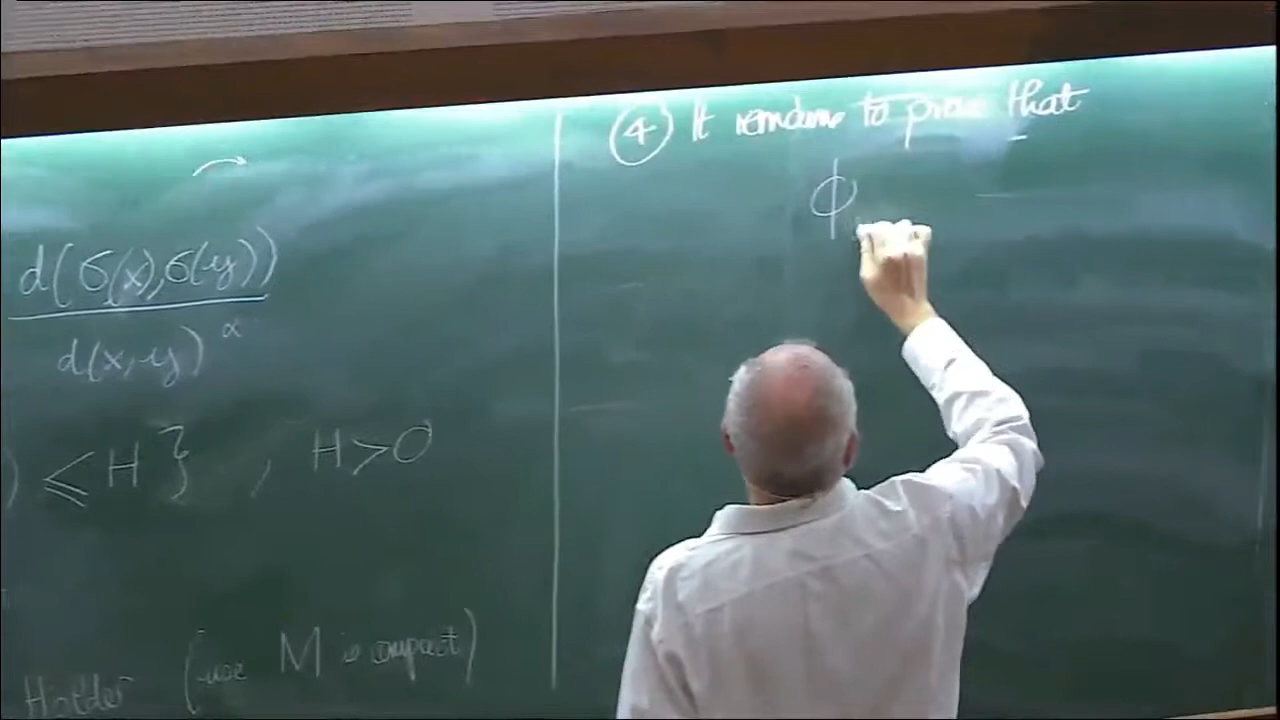 d(σ(x),σ(y))
d(x,y)^α
) ≤ H } , H > 0
Hölder (use M is compact)
④ It remains to prove that
ϕ